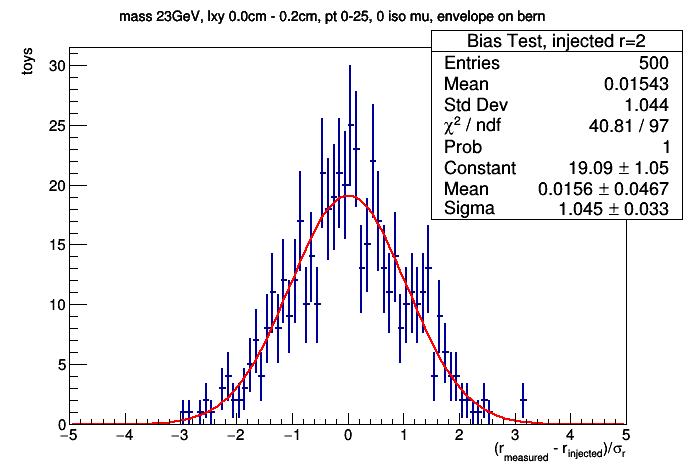 mass 23GeV, lxy 0.0cm - 0.2cm, pt 0-25, 0 iso mu, envelope on bern
toys
Bias Test, injected r=2
Entries 500
Mean 0.01543
Std Dev 1.044
χ² / ndf 40.81 / 97
Prob 1
Constant 19.09 ± 1.05
Mean 0.0156 ± 0.0467
Sigma 1.045 ± 0.033
30
25
20
15
10
5
0
−5 −4 −3 −2 −1 0 1 2 3 4 5
(r_measured - r_injected)/σ_r